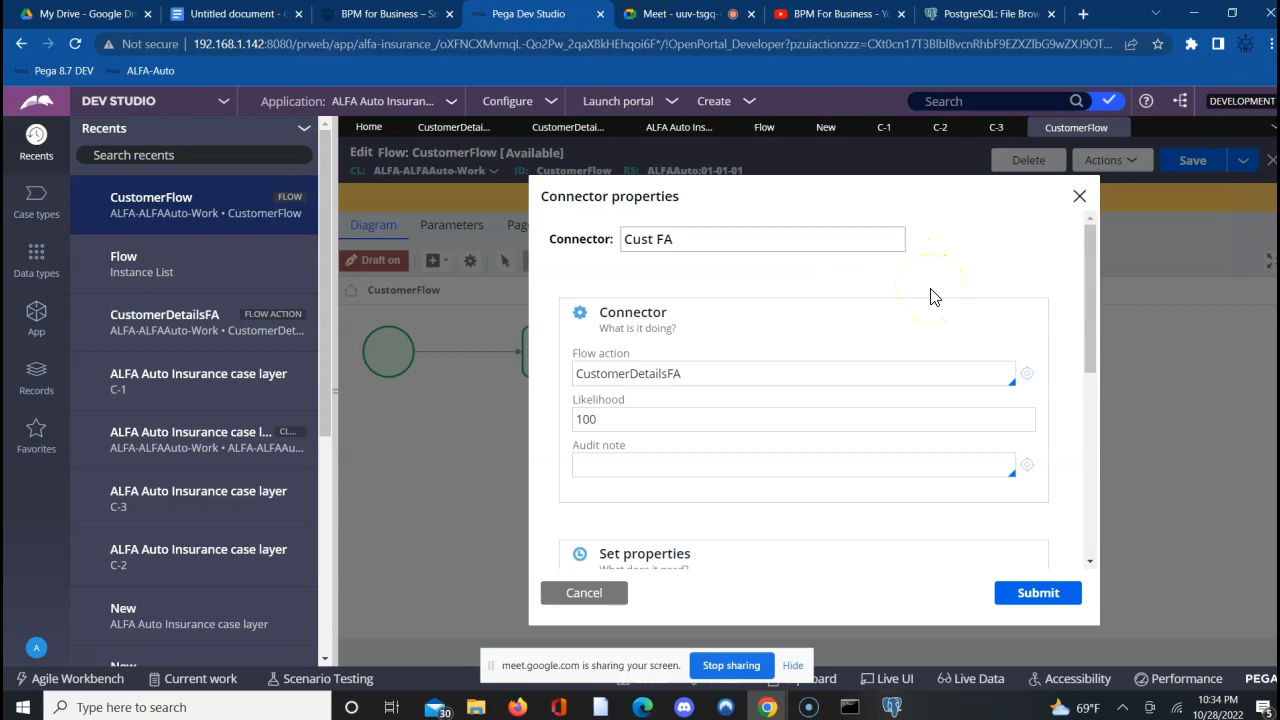 My Drive - Google D
Untitled document - G
BPM for Business – Sn
Pega Dev Studio
Meet - uuv-tsgq-
BPM For Business - Y
PostgreSQL: File Brow
Not secure
192.168.1.142:8080/prweb/app/alfa-insurance_/oXFNCXMvmqL-Qo2Pw_2qaX8kHEhqoi6F*/!OpenPortal_Developer?pzuiactionzzz=CXt0cn17T3BlblBvcnRhbF9EZXZlbG9wZXJ9OT...
Pega 8.7 DEV
ALFA-Auto
DEV STUDIO
Application: ALFA Auto Insuran...
Configure
Launch portal
Create
Search
DEVELOPMENT
Recents
Search recents
Home
CustomerDetai...
CustomerDetai...
ALFA Auto Ins...
Flow
New
C-1
C-2
C-3
CustomerFlow
Edit Flow: CustomerFlow [Available]
CL: ALFA-ALFAAuto-Work ID: CustomerFlow RS: ALFAAuto:01-01-01
Delete
Actions
Save
Recents
Case types
Data types
App
Records
Favorites
A
CustomerFlow FLOW
ALFA-ALFAAuto-Work • CustomerFlow
Flow
Instance List
CustomerDetailsFA FLOW ACTION
ALFA-ALFAAuto-Work • CustomerDet...
ALFA Auto Insurance case layer
C-1
ALFA Auto Insurance case l... CL...
ALFA-ALFAAuto-Work • ALFA-ALFAAu...
ALFA Auto Insurance case layer
C-3
ALFA Auto Insurance case layer
C-2
New
ALFA Auto Insurance case layer
Diagram
Parameters
Draft on
CustomerFlow
Connector properties
Connector: Cust FA
Connector
What is it doing?
Flow action
CustomerDetailsFA
Likelihood
100
Audit note
Set properties
What does it need?
Cancel
Submit
meet.google.com is sharing your screen.
Stop sharing
Hide
Agile Workbench
Current work
Scenario Testing
Live UI
Live Data
Accessibility
Performance
PEGA
Type here to search
30
69°F
10:34 PM
10/28/2022